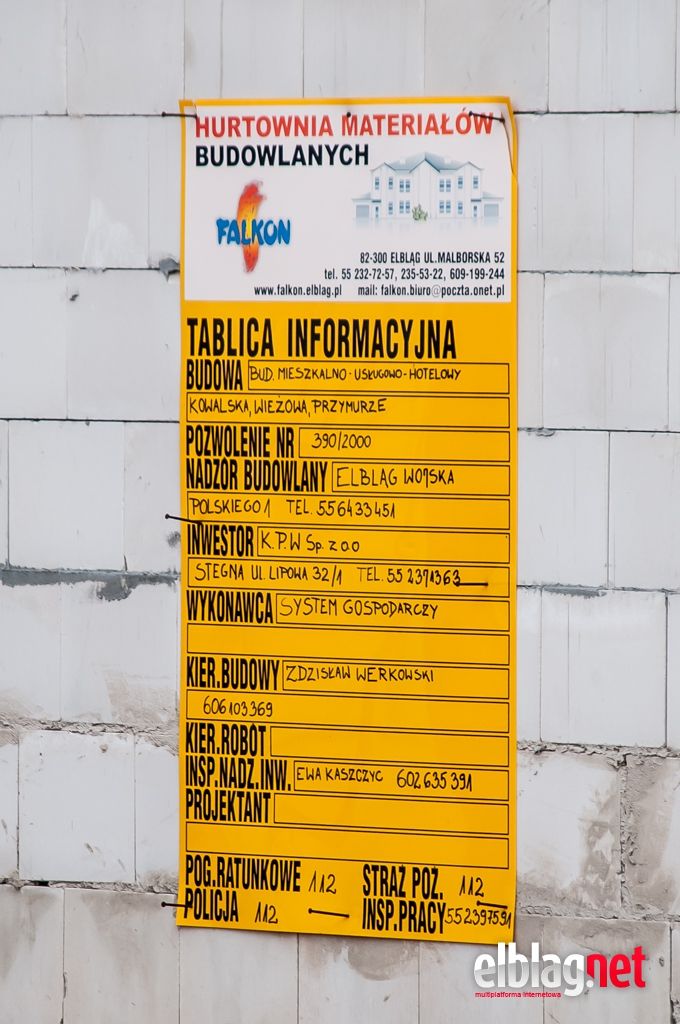 HURTOWNIA MATERIAŁÓW
BUDOWLANYCH
FALKON
82-300 ELBLĄG UL.MALBORSKA 52
tel. 55 232-72-57, 235-53-22, 609-199-244
www.falkon.elblag.pl mail: falkon.biuro@poczta.onet.pl
TABLICA INFORMACYJNA
BUDOWA BUD. MIESZKALNO-USŁUGOWO-HOTELOWY
KOWALSKA, WIEŻOWA, PRZYMURZE
POZWOLENIE NR 390/2000
NADZÓR BUDOWLANY ELBLĄG WOJSKA
POLSKIEGO 1 TEL. 556433451
INWESTOR K.P.W Sp. z o o
STEGNA UL. LIPOWA 32/1 TEL. 55 2371363
WYKONAWCA SYSTEM GOSPODARCZY
KIER.BUDOWY ZDZISŁAW WERKOWSKI
606103369
KIER.ROBÓT
INSP.NADZ.INW. EWA KASZCZYC 602635391
PROJEKTANT
POG.RATUNKOWE 112 STRAŻ POŻ. 112
POLICJA 112 INSP.PRACY 552397591
elbląg.net
multiplatforma internetowa